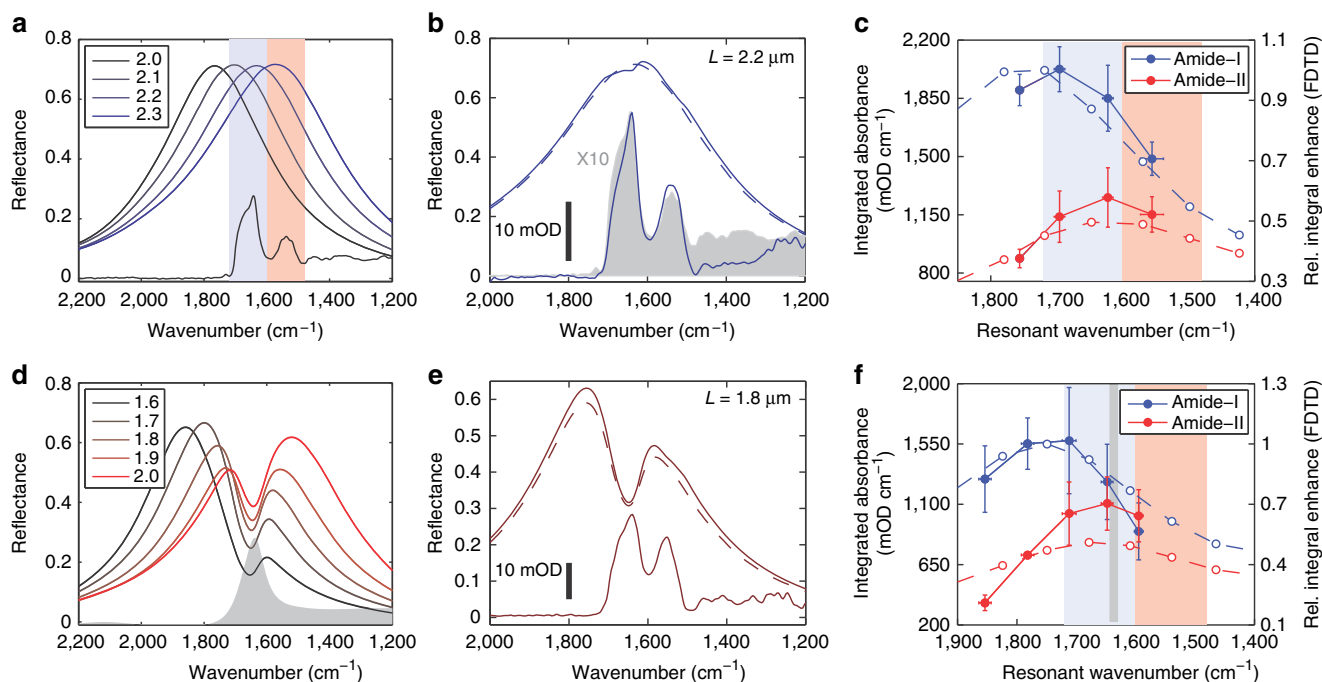 a
0.8
0.6
0.4
0.2
0
Reflectance
2.0
2.1
2.2
2.3
2,200 2,000 1,800 1,600 1,400 1,200
Wavenumber (cm−1)
b
0.8
0.6
0.4
0.2
0
Reflectance
L = 2.2 μm
X10
10 mOD
2,000 1,800 1,600 1,400 1,200
Wavenumber (cm−1)
c
2,200
1,850
1,500
1,150
800
Integrated absorbance
(mOD cm−1)
Amide–I
Amide–II
1.1
0.9
0.7
0.5
0.3
Rel. integral enhance (FDTD)
1,800 1,700 1,600 1,500 1,400
Resonant wavenumber (cm−1)
d
0.8
0.6
0.4
0.2
0
Reflectance
1.6
1.7
1.8
1.9
2.0
2,200 2,000 1,800 1,600 1,400 1,200
Wavenumber (cm−1)
e
0.6
0.5
0.4
0.3
0.2
0.1
0
Reflectance
L = 1.8 μm
10 mOD
2,000 1,800 1,600 1,400 1,200
Wavenumber (cm−1)
f
2,000
1,550
1,100
650
200
Integrated absorbance
(mOD cm−1)
Amide–I
Amide–II
1.3
1
0.7
0.4
0.1
Rel. integral enhance (FDTD)
1,900 1,800 1,700 1,600 1,500 1,400
Resonant wavenumber (cm−1)